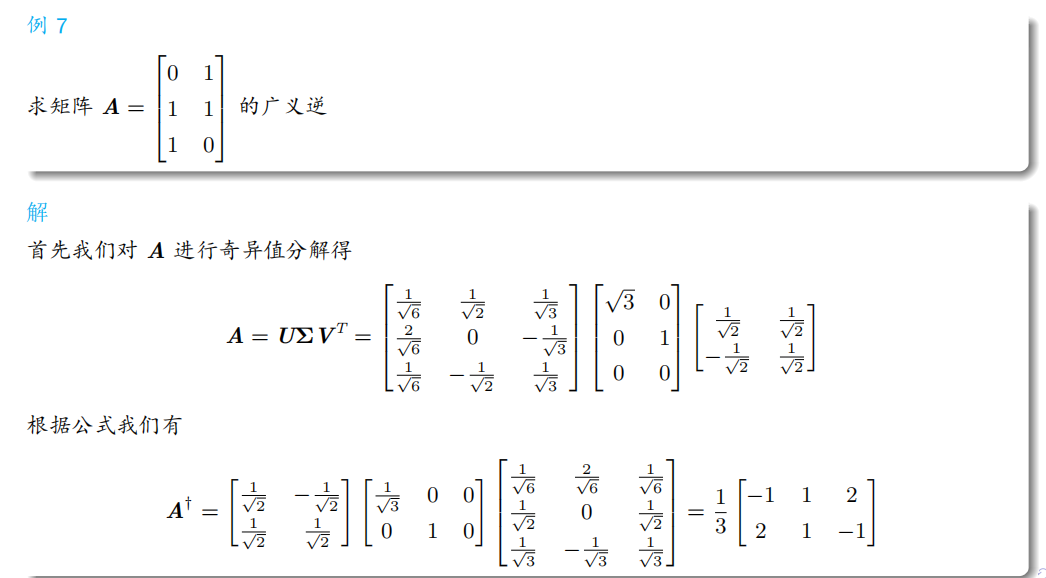 例 7
求矩阵 $\boldsymbol{A} = \begin{bmatrix} 0 & 1 \\ 1 & 1 \\ 1 & 0 \end{bmatrix}$ 的广义逆
解
首先我们对 $\boldsymbol{A}$ 进行奇异值分解得
$\boldsymbol{A} = \boldsymbol{U\Sigma V}^T = \begin{bmatrix} \frac{1}{\sqrt{6}} & \frac{1}{\sqrt{2}} & \frac{1}{\sqrt{3}} \\ \frac{2}{\sqrt{6}} & 0 & -\frac{1}{\sqrt{3}} \\ \frac{1}{\sqrt{6}} & -\frac{1}{\sqrt{2}} & \frac{1}{\sqrt{3}} \end{bmatrix} \begin{bmatrix} \sqrt{3} & 0 \\ 0 & 1 \\ 0 & 0 \end{bmatrix} \begin{bmatrix} \frac{1}{\sqrt{2}} & \frac{1}{\sqrt{2}} \\ -\frac{1}{\sqrt{2}} & \frac{1}{\sqrt{2}} \end{bmatrix}$
根据公式我们有
$\boldsymbol{A}^\dagger = \begin{bmatrix} \frac{1}{\sqrt{2}} & -\frac{1}{\sqrt{2}} \\ \frac{1}{\sqrt{2}} & \frac{1}{\sqrt{2}} \end{bmatrix} \begin{bmatrix} \frac{1}{\sqrt{3}} & 0 & 0 \\ 0 & 1 & 0 \end{bmatrix} \begin{bmatrix} \frac{1}{\sqrt{6}} & \frac{2}{\sqrt{6}} & \frac{1}{\sqrt{6}} \\ \frac{1}{\sqrt{2}} & 0 & \frac{1}{\sqrt{2}} \\ \frac{1}{\sqrt{3}} & -\frac{1}{\sqrt{3}} & \frac{1}{\sqrt{3}} \end{bmatrix} = \frac{1}{3} \begin{bmatrix} -1 & 1 & 2 \\ 2 & 1 & -1 \end{bmatrix}$